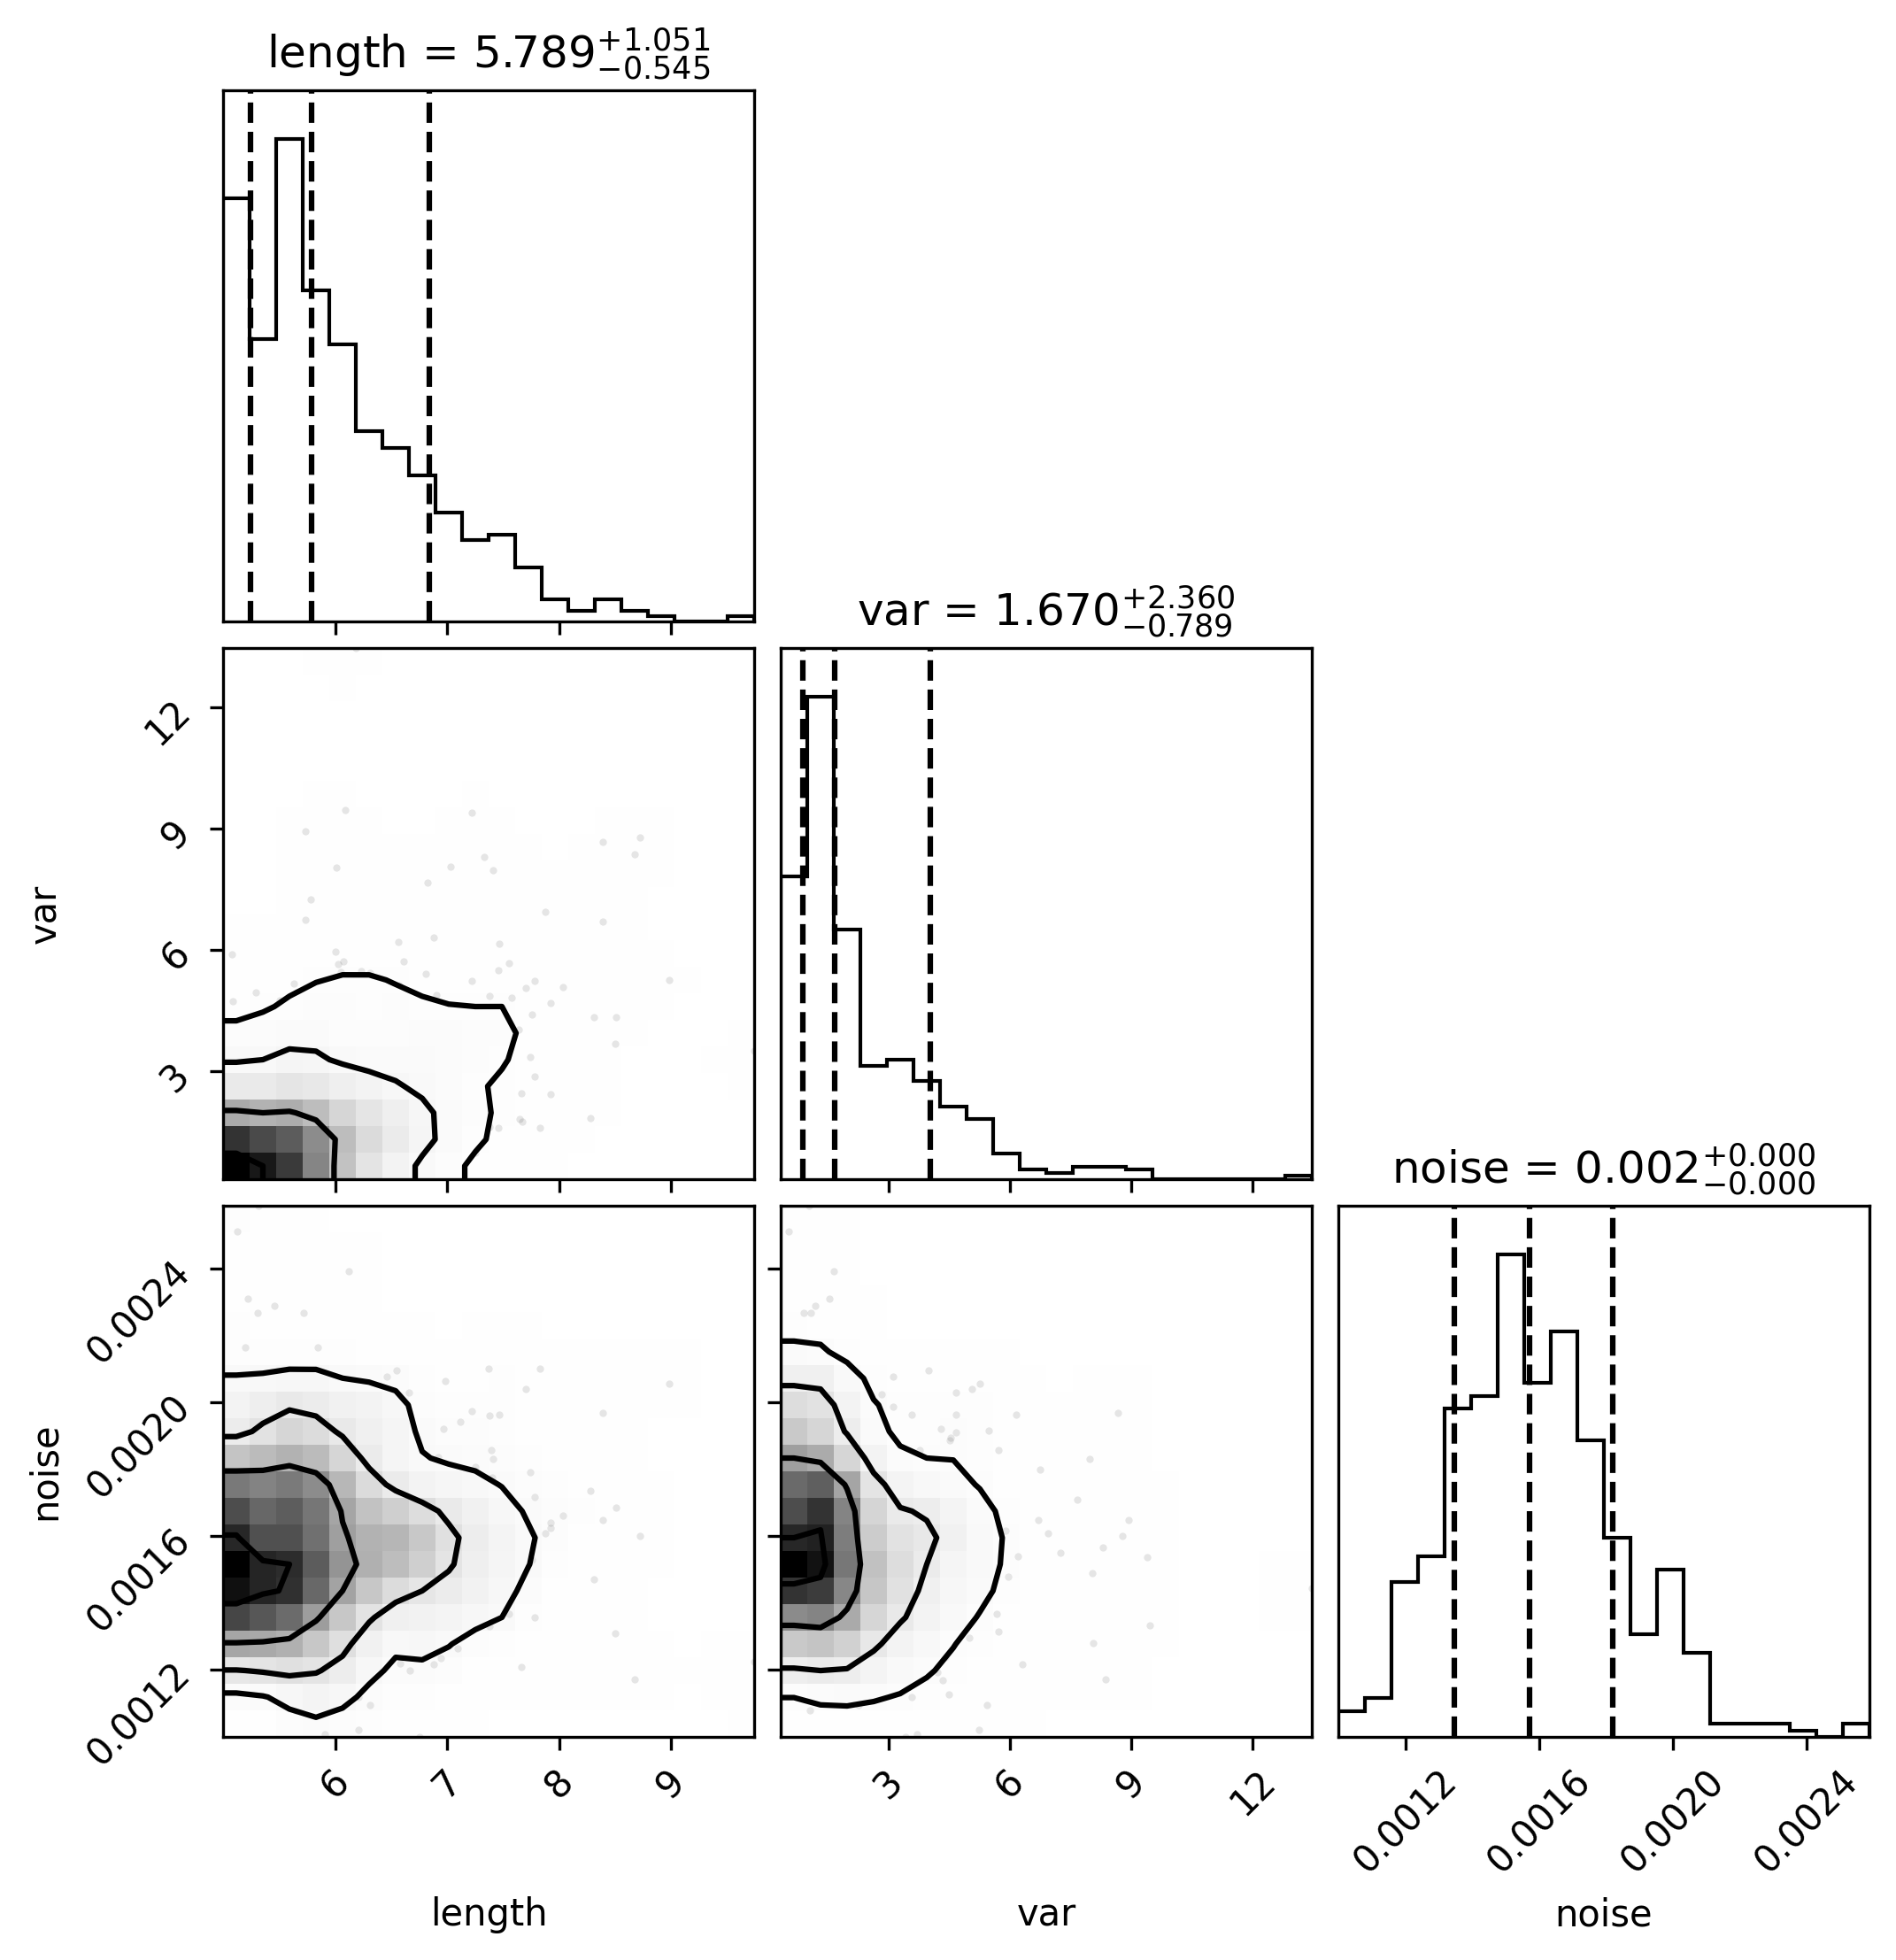 length = 5.789 +1.051 −0.545
var = 1.670 +2.360 −0.789
12
9
6
3
var
noise = 0.002 +0.000 −0.000
0.0024
0.0020
0.0016
0.0012
noise
6 7 8 9
3 6 9 12
0.0012 0.0016 0.0020 0.0024
length
var
noise